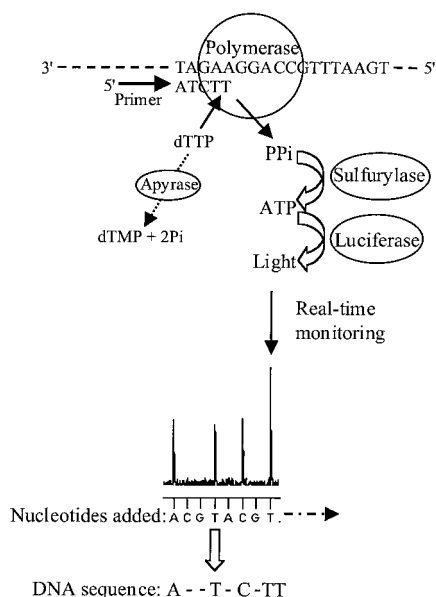 Polymerase
3' TAGAAGGACCGTTTAAGT 5'
5' ATCTT
Primer
dTTP
PPi
Apyrase
Sulfurylase
ATP
dTMP + 2Pi
Luciferase
Light
Real-time
monitoring
Nucleotides added: A C G T A C G T .
DNA sequence: A - - T - C - TT